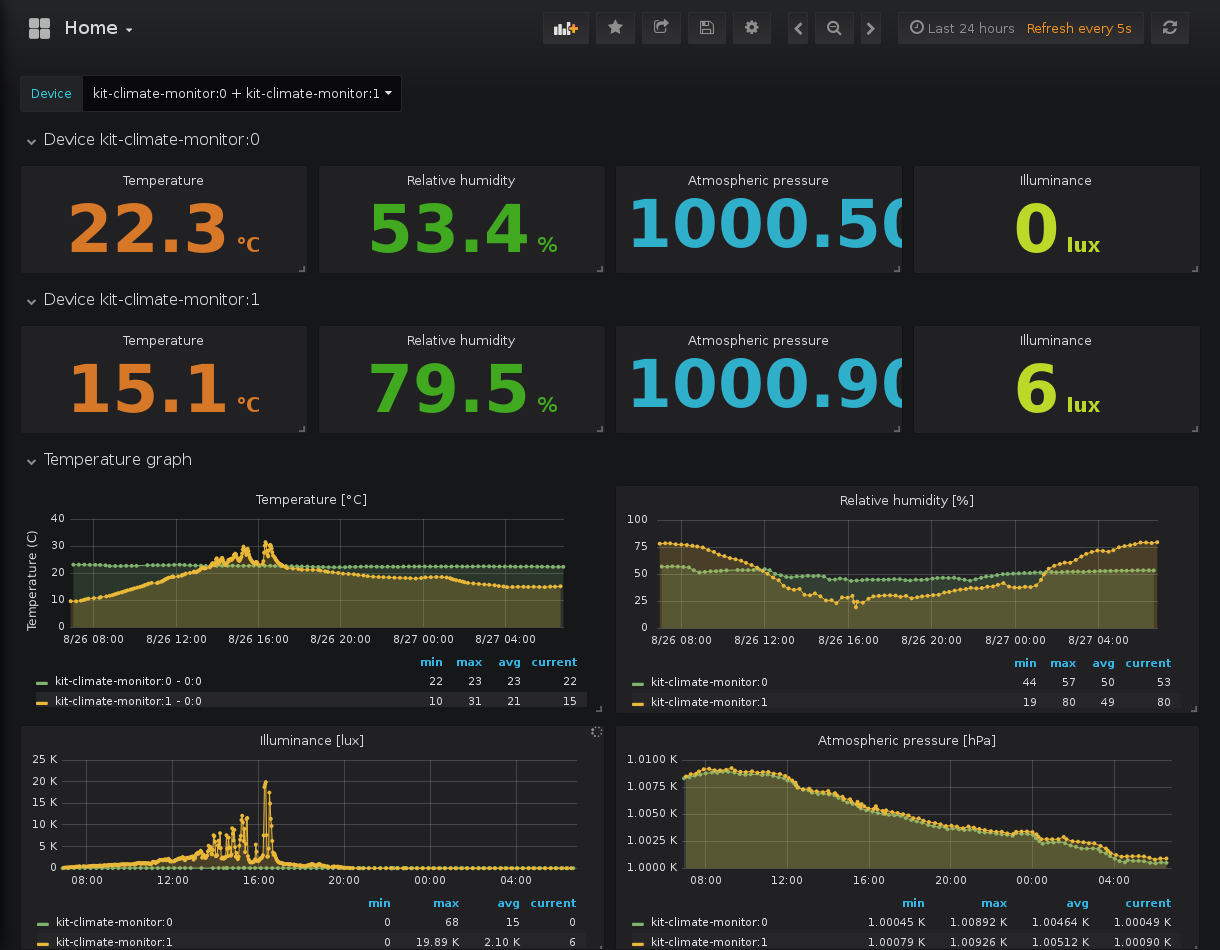 Home
Last 24 hours Refresh every 5s
Device kit-climate-monitor:0 + kit-climate-monitor:1
Device kit-climate-monitor:0
Temperature Relative humidity Atmospheric pressure Illuminance
22.3 °C 53.4 % 1000.50 0 lux
Device kit-climate-monitor:1
Temperature Relative humidity Atmospheric pressure Illuminance
15.1 °C 79.5 % 1000.90 6 lux
Temperature graph
Temperature [°C]
Temperature (C)
40
30
20
10
0
8/26 08:00 8/26 12:00 8/26 16:00 8/26 20:00 8/27 00:00 8/27 04:00
min max avg current
kit-climate-monitor:0 - 0:0 22 23 23 22
kit-climate-monitor:1 - 0:0 10 31 21 15
Relative humidity [%]
100
75
50
25
0
8/26 08:00 8/26 12:00 8/26 16:00 8/26 20:00 8/27 00:00 8/27 04:00
min max avg current
kit-climate-monitor:0 44 57 50 53
kit-climate-monitor:1 19 80 49 80
Illuminance [lux]
25 K
20 K
15 K
10 K
5 K
0
08:00 12:00 16:00 20:00 00:00 04:00
min max avg current
kit-climate-monitor:0 0 68 15 0
kit-climate-monitor:1 0 19.89 K 2.10 K 6
Atmospheric pressure [hPa]
1.0100 K
1.0075 K
1.0050 K
1.0025 K
1.0000 K
08:00 12:00 16:00 20:00 00:00 04:00
min max avg current
kit-climate-monitor:0 1.00045 K 1.00892 K 1.00464 K 1.00049 K
kit-climate-monitor:1 1.00079 K 1.00926 K 1.00512 K 1.00090 K